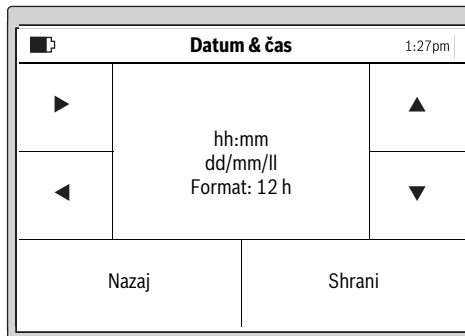 Datum & čas 1:27pm
hh:mm
dd/mm/ll
Format: 12 h
Nazaj Shrani